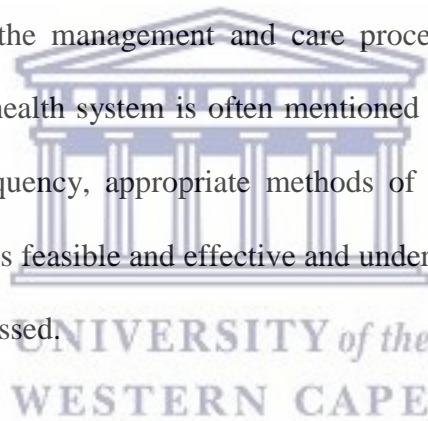 the management and care proce
health system is often mentioned
quency, appropriate methods of
s feasible and effective and under
ssed.
UNIVERSITY of the
WESTERN CAPE